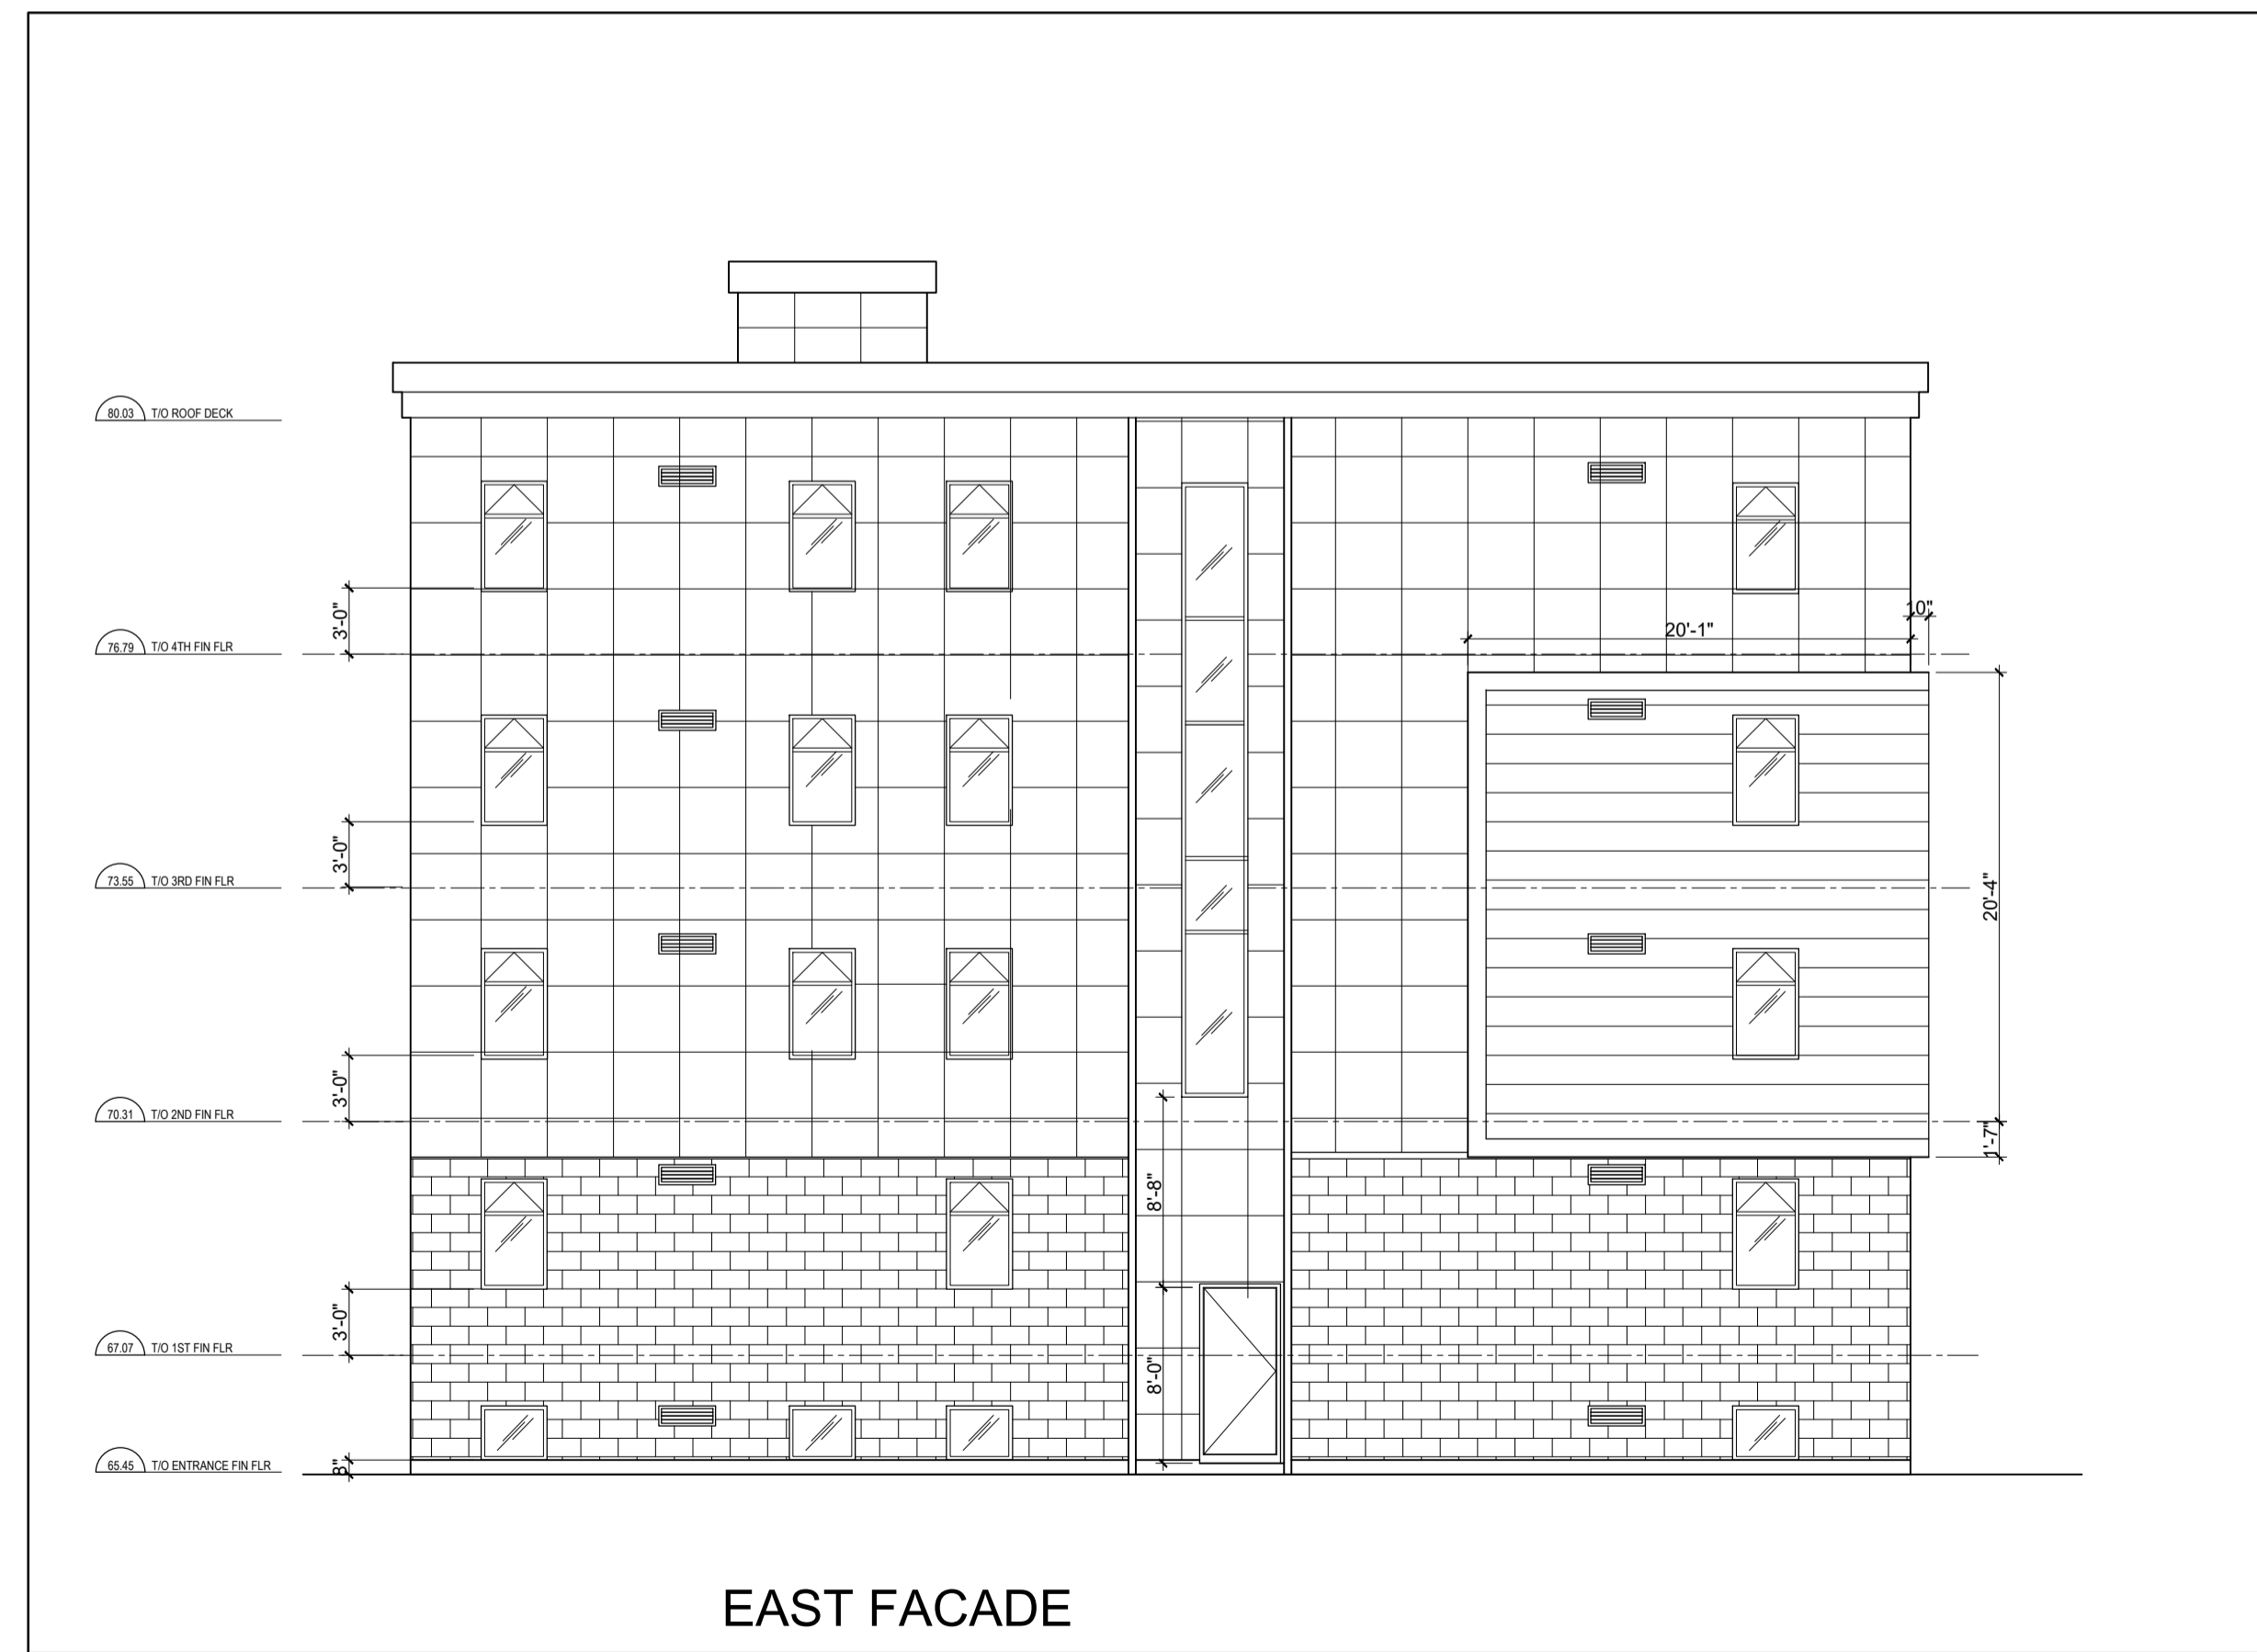 80.03 T/O ROOF DECK
3'-0"
10"
20'-1"
76.79 T/O 4TH FIN FLR
3'-0"
73.55 T/O 3RD FIN FLR
20'-4"
3'-0"
70.31 T/O 2ND FIN FLR
1'-7"
8'-8"
3'-0"
67.07 T/O 1ST FIN FLR
8'-0"
65.45 T/O ENTRANCE FIN FLR
8"
EAST FACADE